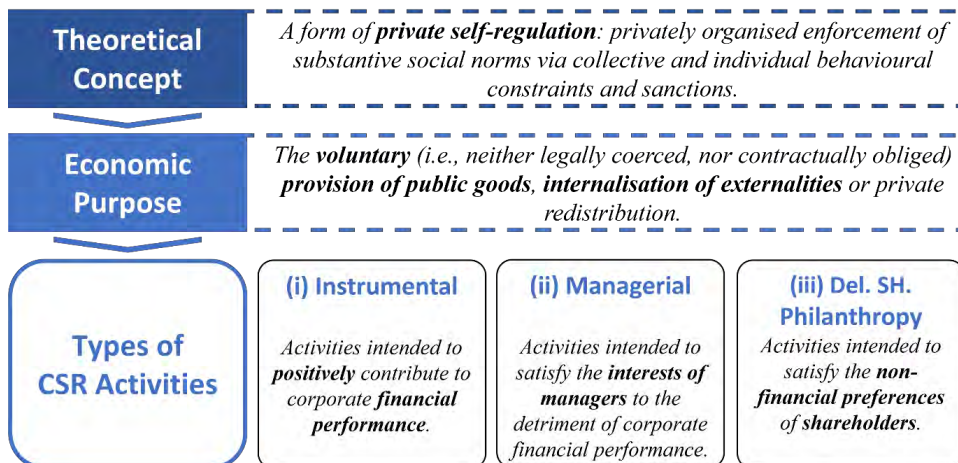 Theoretical
Concept
A form of private self-regulation: privately organised enforcement of
substantive social norms via collective and individual behavioural
constraints and sanctions.
Economic
Purpose
The voluntary (i.e., neither legally coerced, nor contractually obliged)
provision of public goods, internalisation of externalities or private
redistribution.
Types of
CSR Activities
(i) Instrumental
Activities intended to
positively contribute to
corporate financial
performance.
(ii) Managerial
Activities intended to
satisfy the interests of
managers to the
detriment of corporate
financial performance.
(iii) Del. SH.
Philanthropy
Activities intended to
satisfy the non-
financial preferences
of shareholders.